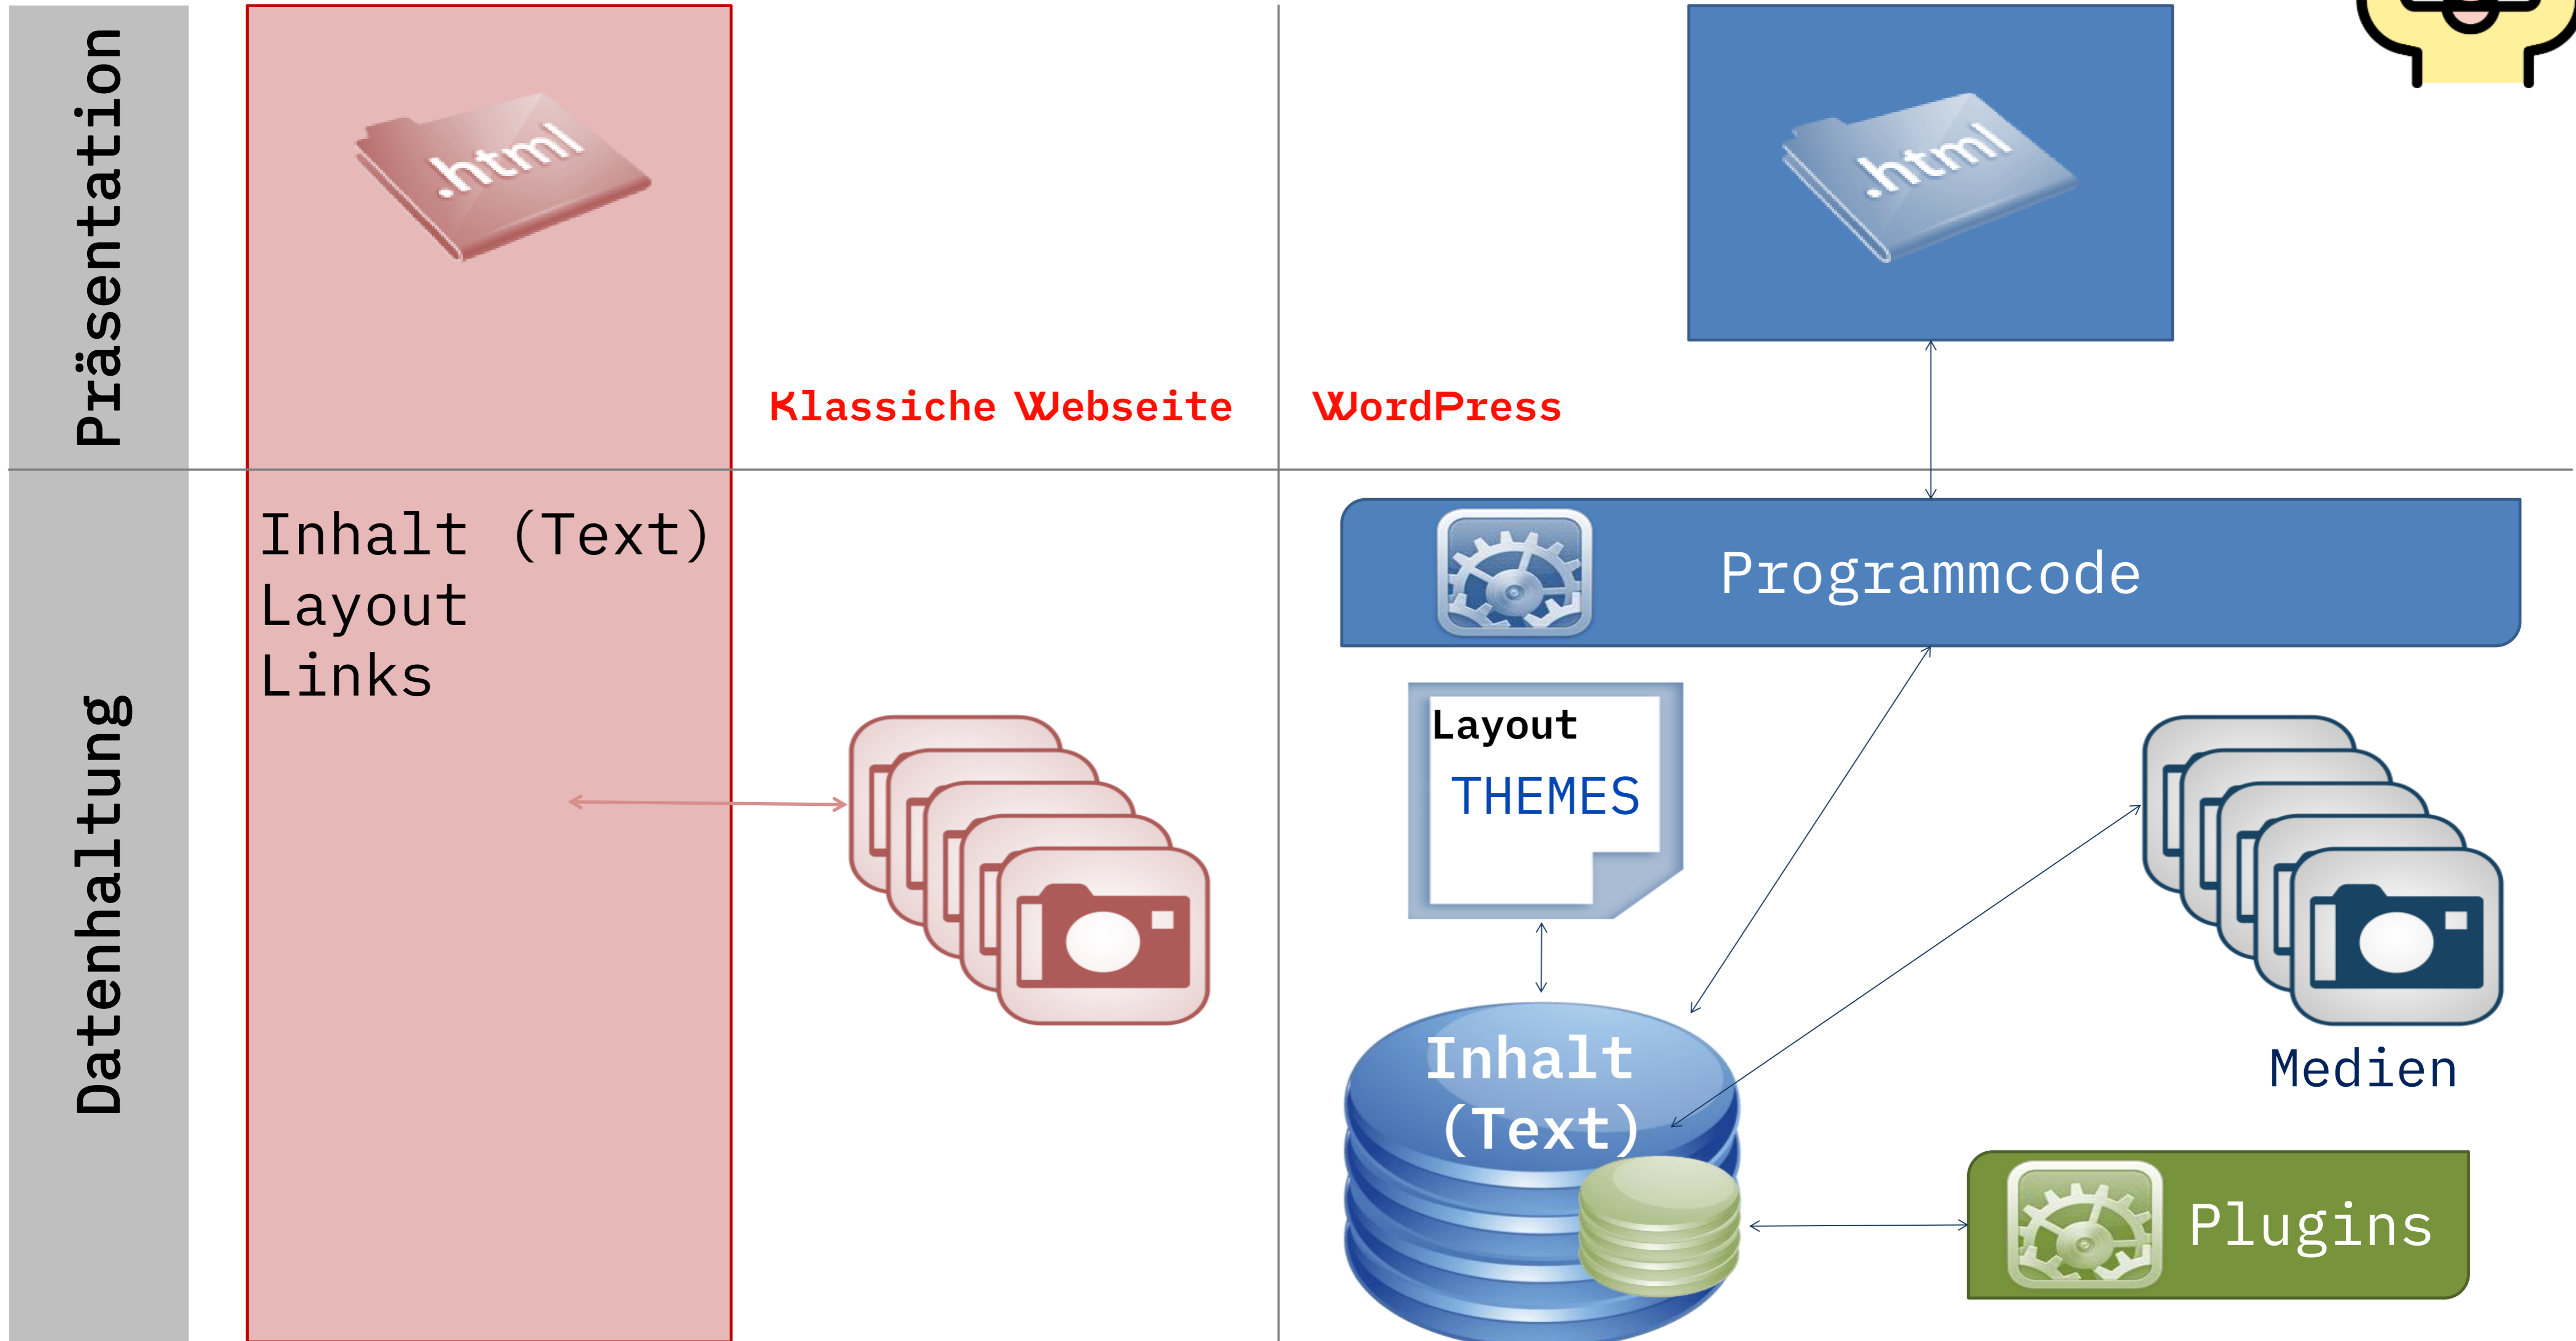 Präsentation
.html
.html
Klassiche Webseite
WordPress
Datenhaltung
Inhalt (Text)
Layout
Links
Programmcode
Layout
THEMES
Medien
Inhalt
(Text)
Plugins